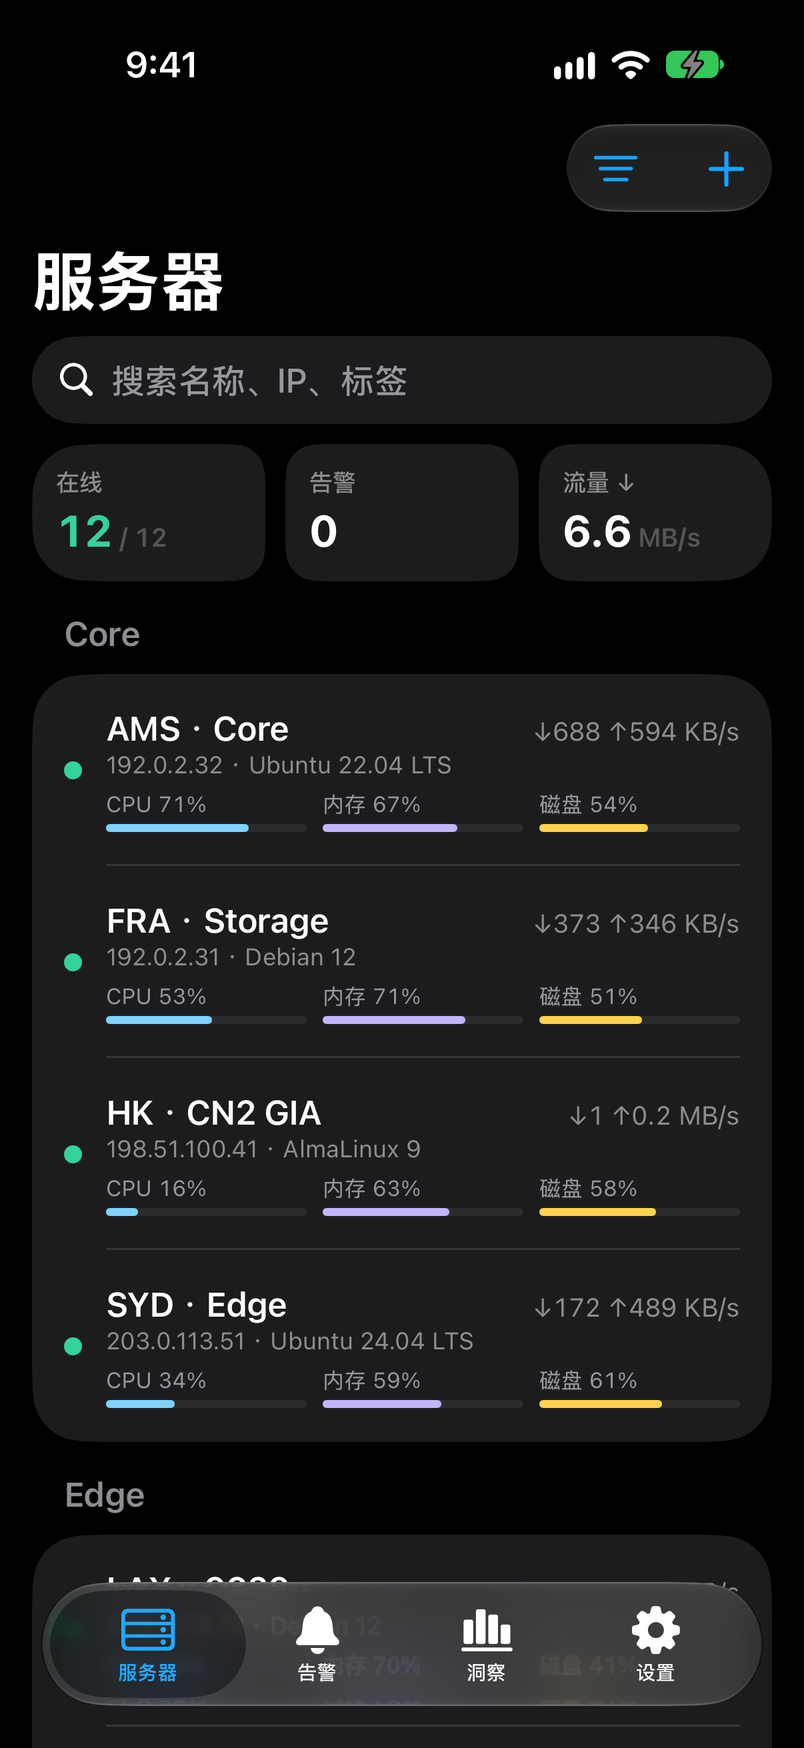 9:41
服务器
搜索名称、IP、标签
在线
12 / 12
告警
0
流量 ↓
6.6 MB/s
Core
AMS · Core
↓688 ↑594 KB/s
192.0.2.32 · Ubuntu 22.04 LTS
CPU 71% 内存 67% 磁盘 54%
FRA · Storage
↓373 ↑346 KB/s
192.0.2.31 · Debian 12
CPU 53% 内存 71% 磁盘 51%
HK · CN2 GIA
↓1 ↑0.2 MB/s
198.51.100.41 · AlmaLinux 9
CPU 16% 内存 63% 磁盘 58%
SYD · Edge
↓172 ↑489 KB/s
203.0.113.51 · Ubuntu 24.04 LTS
CPU 34% 内存 59% 磁盘 61%
Edge
内存 70% 磁盘 41%
服务器 告警 洞察 设置